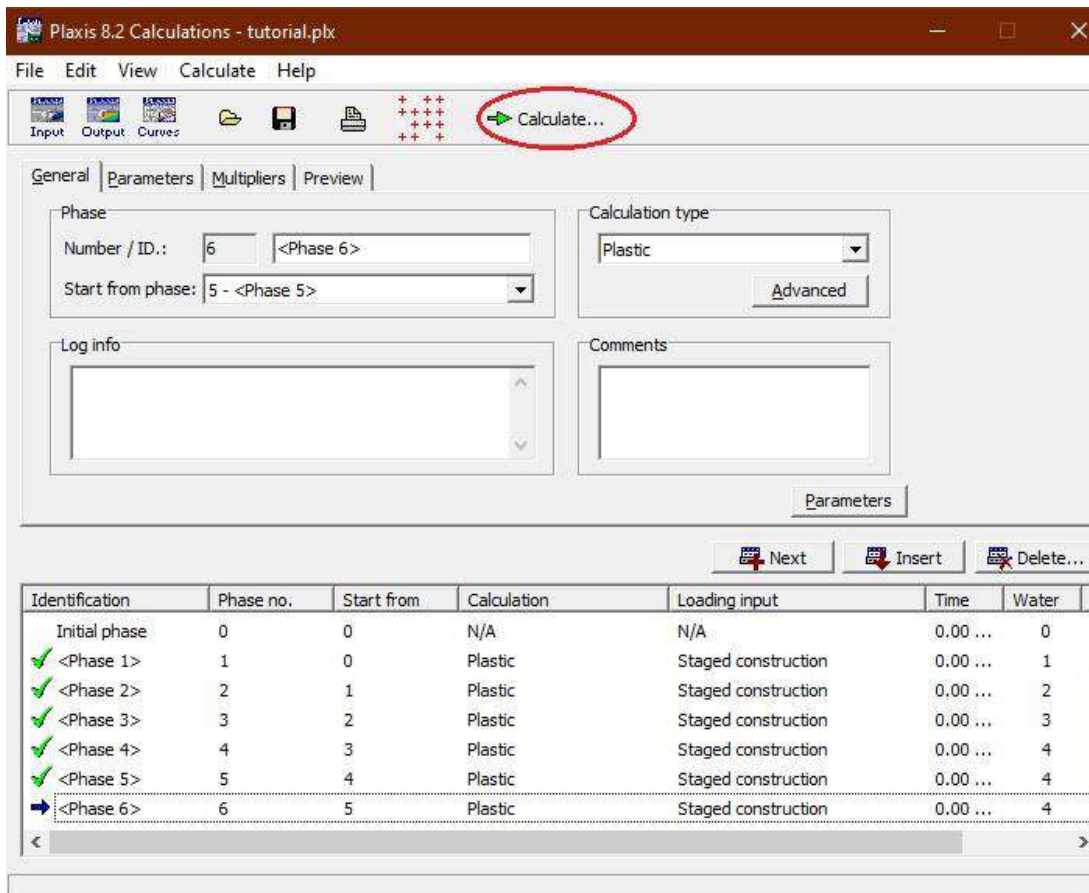 Plaxis 8.2 Calculations - tutorial.plx
File Edit View Calculate Help
Input Output Curves Calculate...
General Parameters Multipliers Preview
Phase Calculation type
Number / ID.: 6 <Phase 6> Plastic
Start from phase: 5 - <Phase 5> Advanced
Log info Comments
Parameters
Next Insert Delete...
Identification Phase no. Start from Calculation Loading input Time Water
Initial phase 0 0 N/A N/A 0.00 ... 0
<Phase 1> 1 0 Plastic Staged construction 0.00 ... 1
<Phase 2> 2 1 Plastic Staged construction 0.00 ... 2
<Phase 3> 3 2 Plastic Staged construction 0.00 ... 3
<Phase 4> 4 3 Plastic Staged construction 0.00 ... 4
<Phase 5> 5 4 Plastic Staged construction 0.00 ... 4
<Phase 6> 6 5 Plastic Staged construction 0.00 ... 4